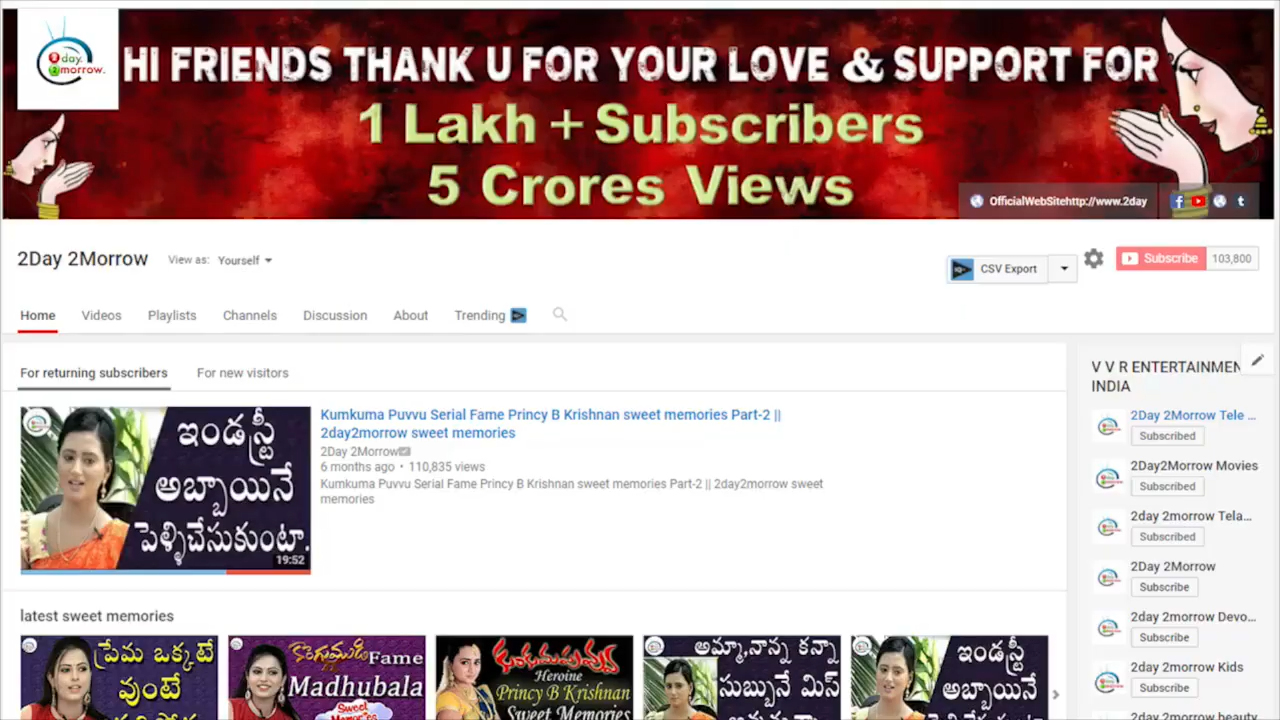 2day.
2morrow.
HI FRIENDS THANK U FOR YOUR LOVE & SUPPORT FOR
1 Lakh + Subscribers
5 Crores Views
OfficialWebSitehttp://www.2day
2Day 2Morrow
View as: Yourself
CSV Export
Subscribe 103,800
Home Videos Playlists Channels Discussion About Trending
For returning subscribers For new visitors
ఇండస్ట్రీ
అబ్బాయినే
పెళ్ళిచేసుకుంటా.
19:52
Kumkuma Puvvu Serial Fame Princy B Krishnan sweet memories Part-2 ||
2day2morrow sweet memories
2Day 2Morrow
6 months ago • 110,835 views
Kumkuma Puvvu Serial Fame Princy B Krishnan sweet memories Part-2 || 2day2morrow sweet
memories
latest sweet memories
ప్రేమ ఒక్కటే
వుంటే
Fame
Madhubala
Sweet
Memories
కుంకుమపువ్వు
Heroine
Princy B Krishnan
Sweet Memories
అమ్మా,నాన్న కన్నా
సుబ్బునే మిస్
ఇండస్ట్రీ
అబ్బాయినే
V V R ENTERTAINMEN
INDIA
2Day 2Morrow Tele ...
Subscribed
2Day2Morrow Movies
Subscribed
2day 2morrow Tela...
Subscribed
2Day 2Morrow
Subscribe
2day 2morrow Devo...
Subscribe
2day 2morrow Kids
Subscribe
2day 2morrow beauty